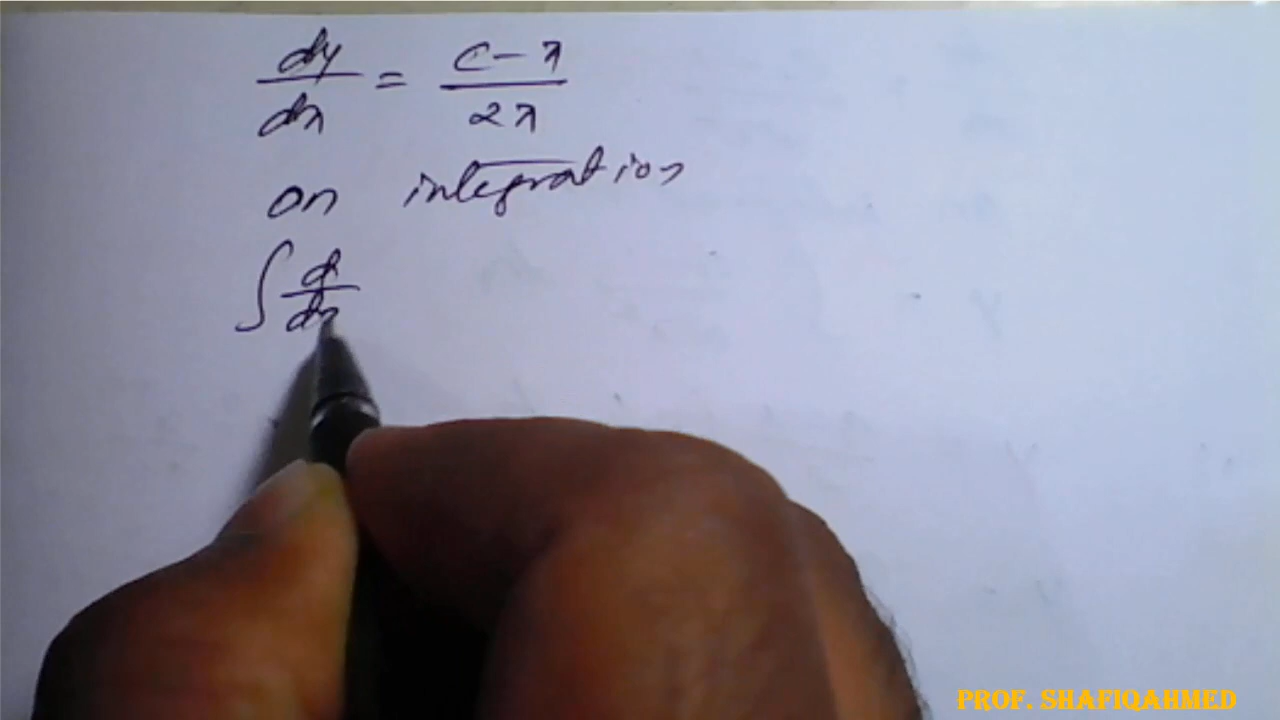 dy/dx = c-x/2x
on integration
∫ d/dx
PROF. SHAFIQAHMED